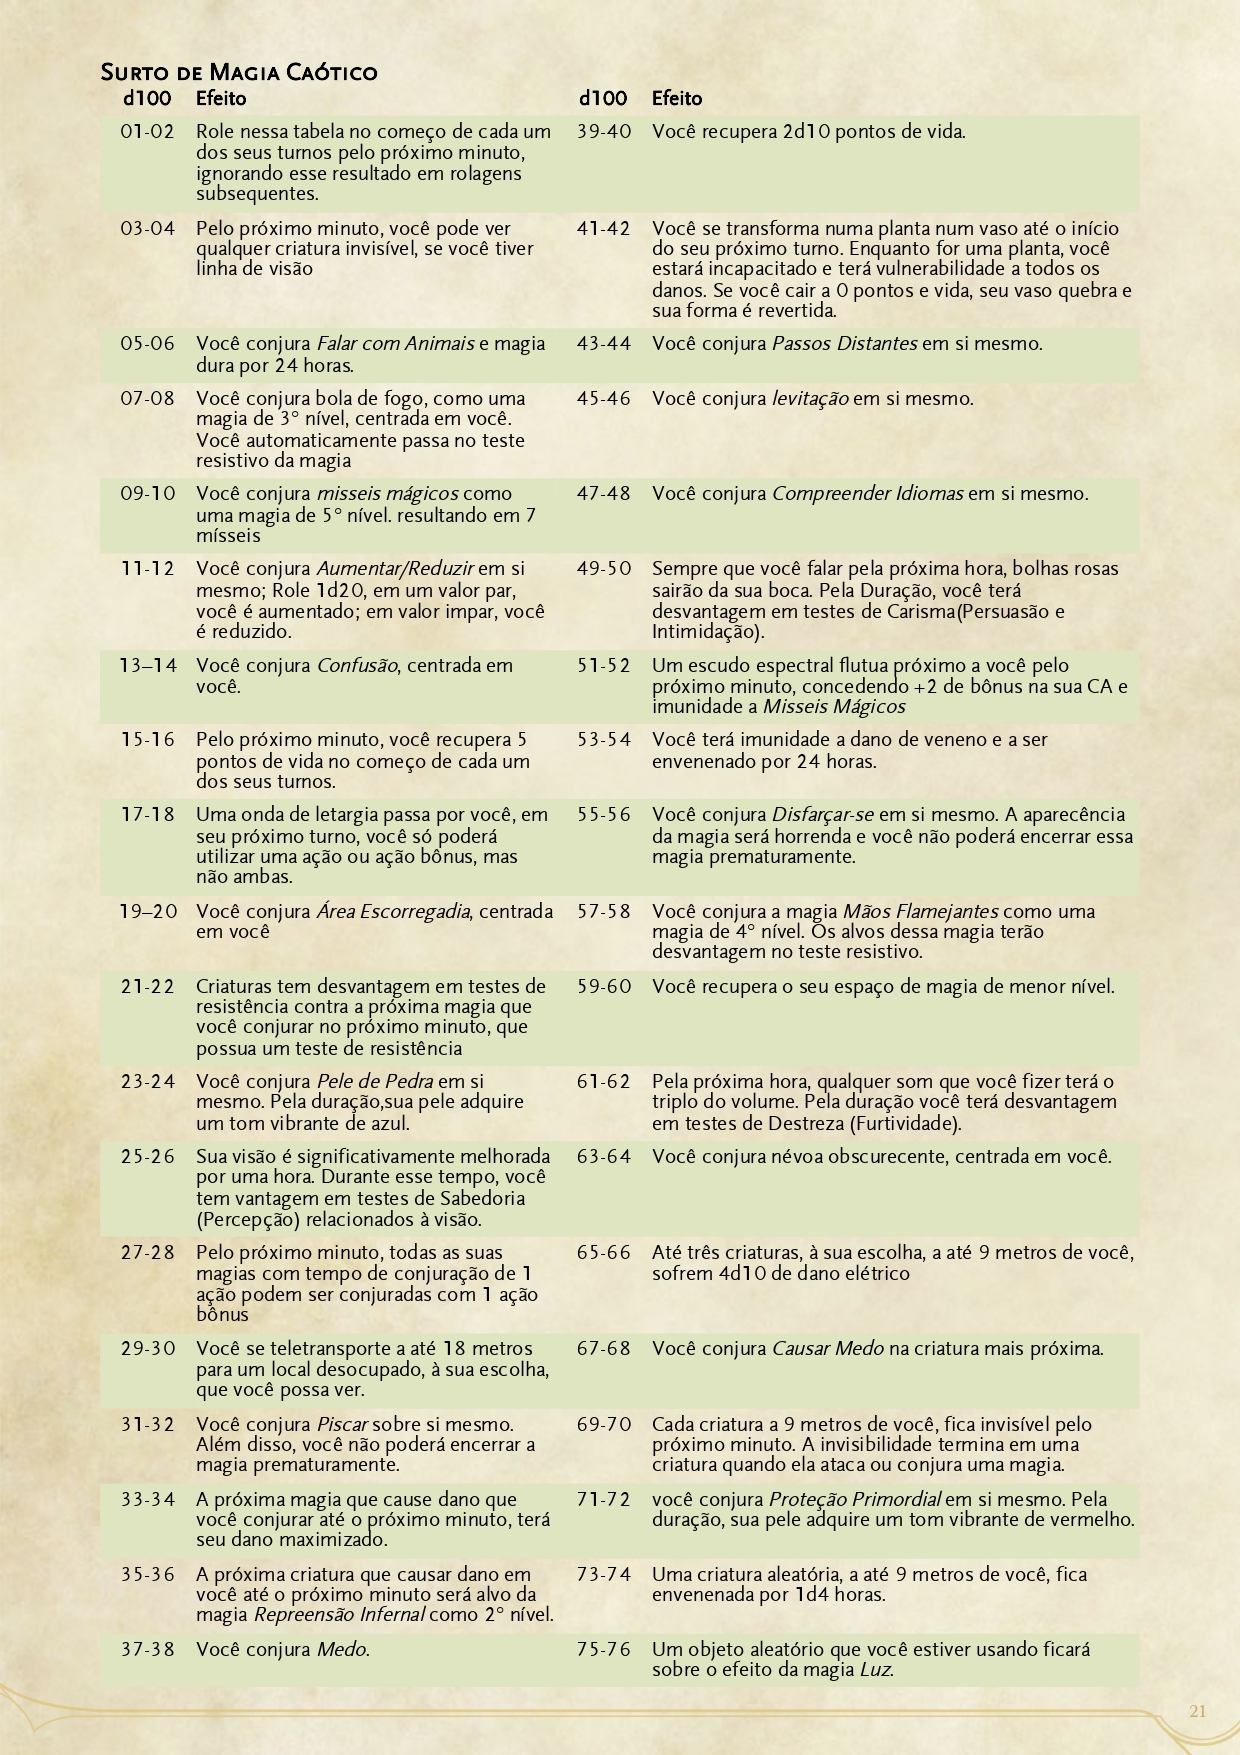 Surto de Magia Caótico
d100 Efeito
01-02 Role nessa tabela no começo de cada um
dos seus turnos pelo próximo minuto,
ignorando esse resultado em rolagens
subsequentes.
03-04 Pelo próximo minuto, você pode ver
qualquer criatura invisível, se você tiver
linha de visão
05-06 Você conjura Falar com Animais e magia
dura por 24 horas.
07-08 Você conjura bola de fogo, como uma
magia de 3° nível, centrada em você.
Você automaticamente passa no teste
resistivo da magia
09-10 Você conjura misseis mágicos como
uma magia de 5° nível. resultando em 7
mísseis
11-12 Você conjura Aumentar/Reduzir em si
mesmo; Role 1d20, em um valor par,
você é aumentado; em valor impar, você
é reduzido.
13–14 Você conjura Confusão, centrada em
você.
15-16 Pelo próximo minuto, você recupera 5
pontos de vida no começo de cada um
dos seus turnos.
17-18 Uma onda de letargia passa por você, em
seu próximo turno, você só poderá
utilizar uma ação ou ação bônus, mas
não ambas.
19–20 Você conjura Área Escorregadia, centrada
em você
21-22 Criaturas tem desvantagem em testes de
resistência contra a próxima magia que
você conjurar no próximo minuto, que
possua um teste de resistência
23-24 Você conjura Pele de Pedra em si
mesmo. Pela duração,sua pele adquire
um tom vibrante de azul.
25-26 Sua visão é significativamente melhorada
por uma hora. Durante esse tempo, você
tem vantagem em testes de Sabedoria
(Percepção) relacionados à visão.
27-28 Pelo próximo minuto, todas as suas
magias com tempo de conjuração de 1
ação podem ser conjuradas com 1 ação
bônus
29-30 Você se teletransporte a até 18 metros
para um local desocupado, à sua escolha,
que você possa ver.
31-32 Você conjura Piscar sobre si mesmo.
Além disso, você não poderá encerrar a
magia prematuramente.
33-34 A próxima magia que cause dano que
você conjurar até o próximo minuto, terá
seu dano maximizado.
35-36 A próxima criatura que causar dano em
você até o próximo minuto será alvo da
magia Repreensão Infernal como 2° nível.
37-38 Você conjura Medo.
d100 Efeito
39-40 Você recupera 2d10 pontos de vida.
41-42 Você se transforma numa planta num vaso até o início
do seu próximo turno. Enquanto for uma planta, você
estará incapacitado e terá vulnerabilidade a todos os
danos. Se você cair a 0 pontos e vida, seu vaso quebra e
sua forma é revertida.
43-44 Você conjura Passos Distantes em si mesmo.
45-46 Você conjura levitação em si mesmo.
47-48 Você conjura Compreender Idiomas em si mesmo.
49-50 Sempre que você falar pela próxima hora, bolhas rosas
sairão da sua boca. Pela Duração, você terá
desvantagem em testes de Carisma(Persuasão e
Intimidação).
51-52 Um escudo espectral flutua próximo a você pelo
próximo minuto, concedendo +2 de bônus na sua CA e
imunidade a Misseis Mágicos
53-54 Você terá imunidade a dano de veneno e a ser
envenenado por 24 horas.
55-56 Você conjura Disfarçar-se em si mesmo. A aparecência
da magia será horrenda e você não poderá encerrar essa
magia prematuramente.
57-58 Você conjura a magia Mãos Flamejantes como uma
magia de 4° nível. Os alvos dessa magia terão
desvantagem no teste resistivo.
59-60 Você recupera o seu espaço de magia de menor nível.
61-62 Pela próxima hora, qualquer som que você fizer terá o
triplo do volume. Pela duração você terá desvantagem
em testes de Destreza (Furtividade).
63-64 Você conjura névoa obscurecente, centrada em você.
65-66 Até três criaturas, à sua escolha, a até 9 metros de você,
sofrem 4d10 de dano elétrico
67-68 Você conjura Causar Medo na criatura mais próxima.
69-70 Cada criatura a 9 metros de você, fica invisível pelo
próximo minuto. A invisibilidade termina em uma
criatura quando ela ataca ou conjura uma magia.
71-72 você conjura Proteção Primordial em si mesmo. Pela
duração, sua pele adquire um tom vibrante de vermelho.
73-74 Uma criatura aleatória, a até 9 metros de você, fica
envenenada por 1d4 horas.
75-76 Um objeto aleatório que você estiver usando ficará
sobre o efeito da magia Luz.
21